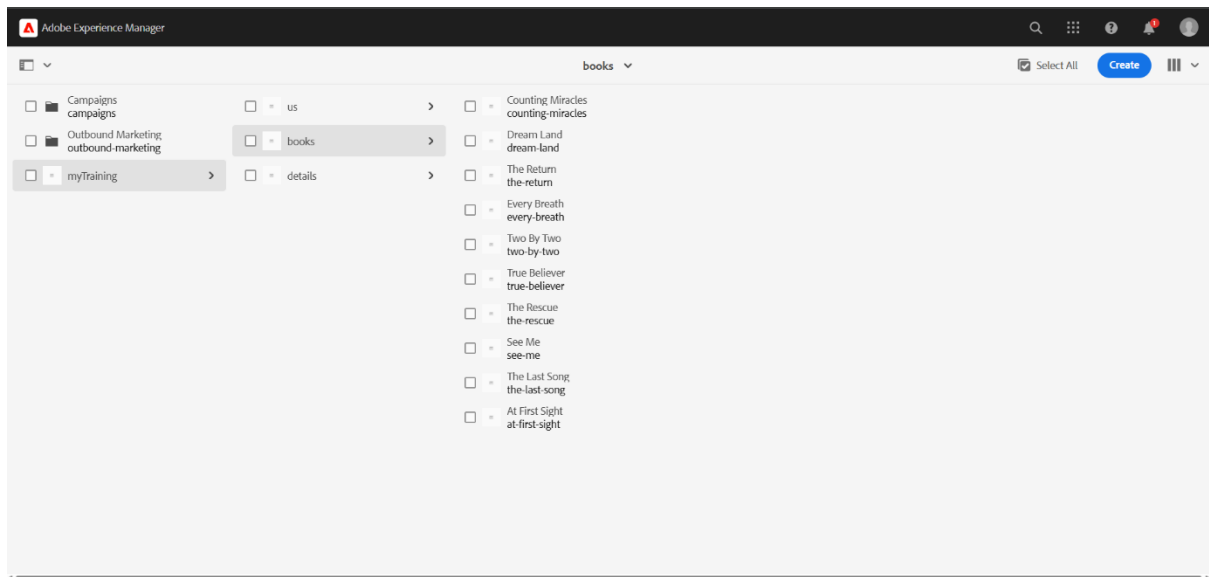 Adobe Experience Manager
1
books
Select All
Create
Campaigns
campaigns
Outbound Marketing
outbound-marketing
myTraining
us
books
details
Counting Miracles
counting-miracles
Dream Land
dream-land
The Return
the-return
Every Breath
every-breath
Two By Two
two-by-two
True Believer
true-believer
The Rescue
the-rescue
See Me
see-me
The Last Song
the-last-song
At First Sight
at-first-sight